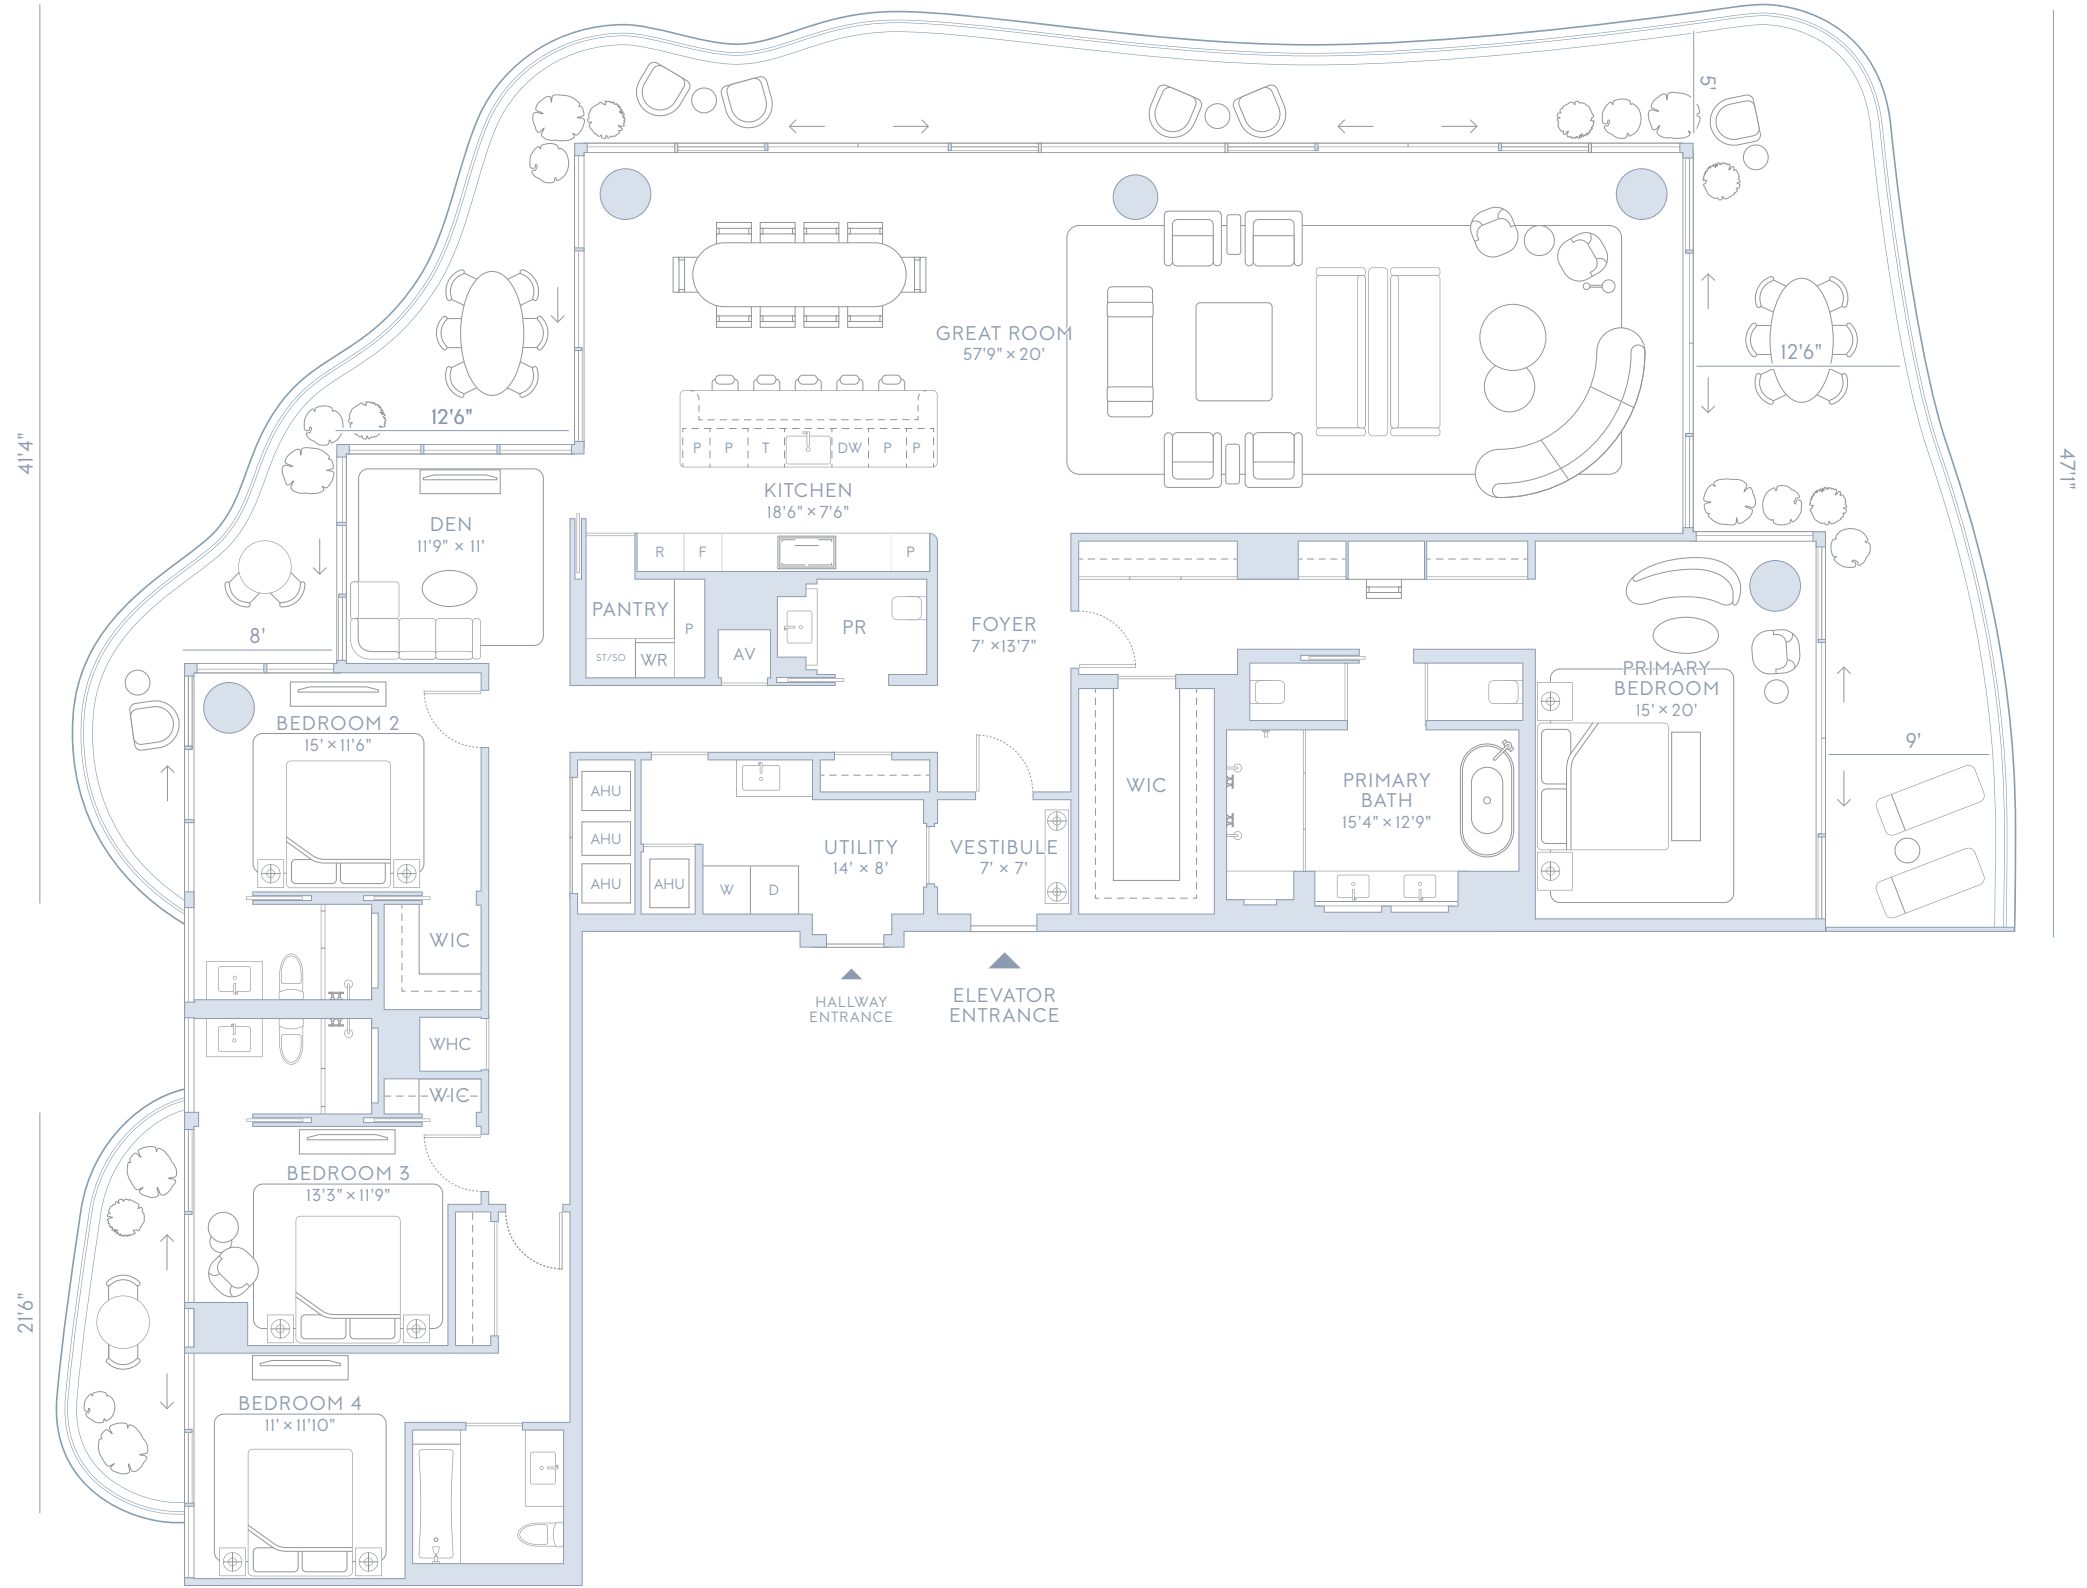 5'
12'6"
12'6"
GREAT ROOM
57'9" × 20'
41'4"
47'1"
P
P
T
DW
P
P
KITCHEN
18'6" × 7'6"
DEN
11'9" × 11'
R
F
P
PANTRY
P
ST/SO
WR
AV
PR
FOYER
7' ×13'7"
8'
PRIMARY
BEDROOM
15' × 20'
BEDROOM 2
15' × 11'6"
9'
AHU
AHU
AHU
AHU
W
D
UTILITY
14' × 8'
VESTIBULE
7' × 7'
WIC
PRIMARY
BATH
15'4" × 12'9"
WIC
HALLWAY
ENTRANCE
ELEVATOR
ENTRANCE
WHC
WIC
BEDROOM 3
13'3" × 11'9"
21'6"
BEDROOM 4
11' × 11'10"